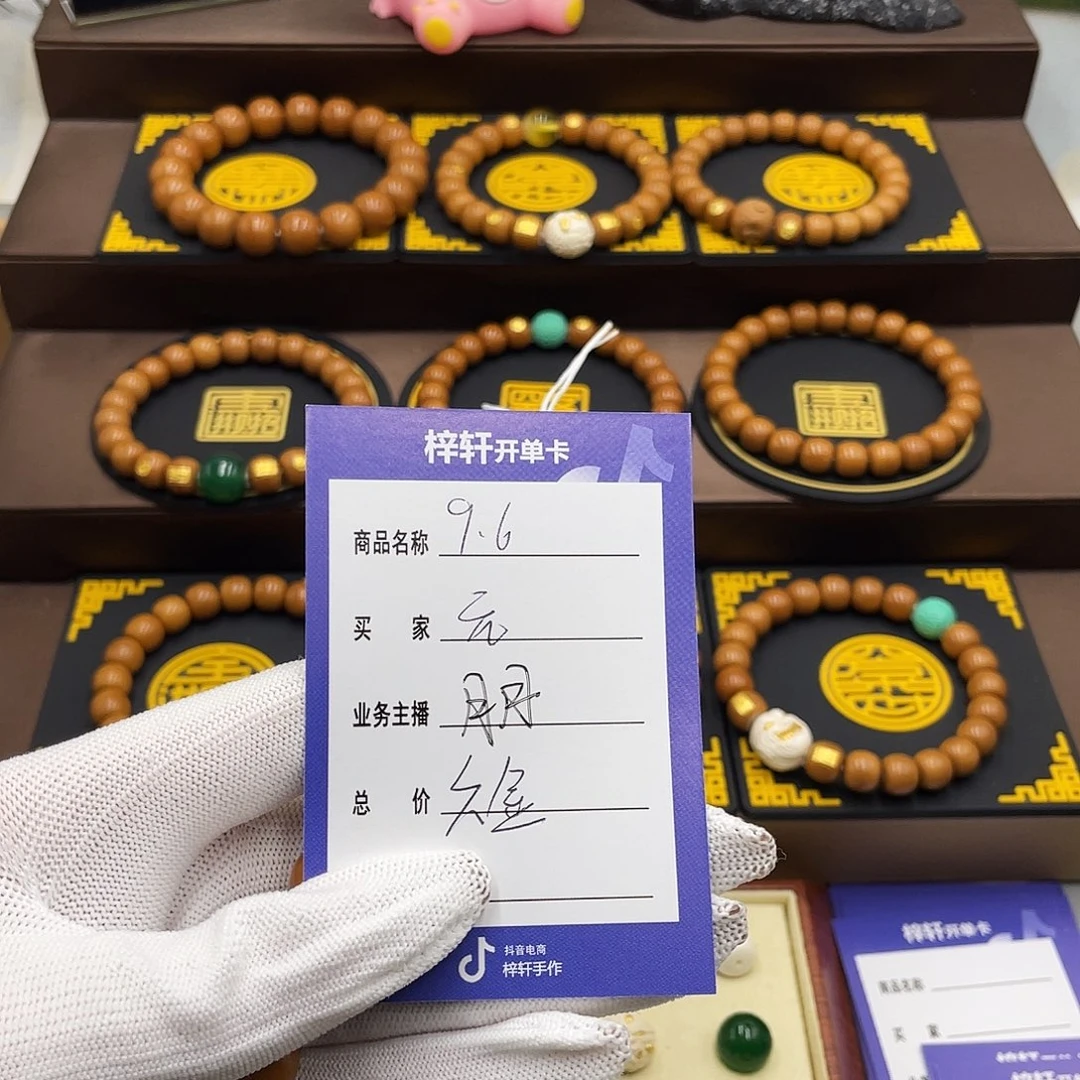 梓轩开单卡
商品名称 9.6
买家 云
业务主播 朋
总价
抖音电商
梓轩手作
梓轩开单卡
商品名称
买家